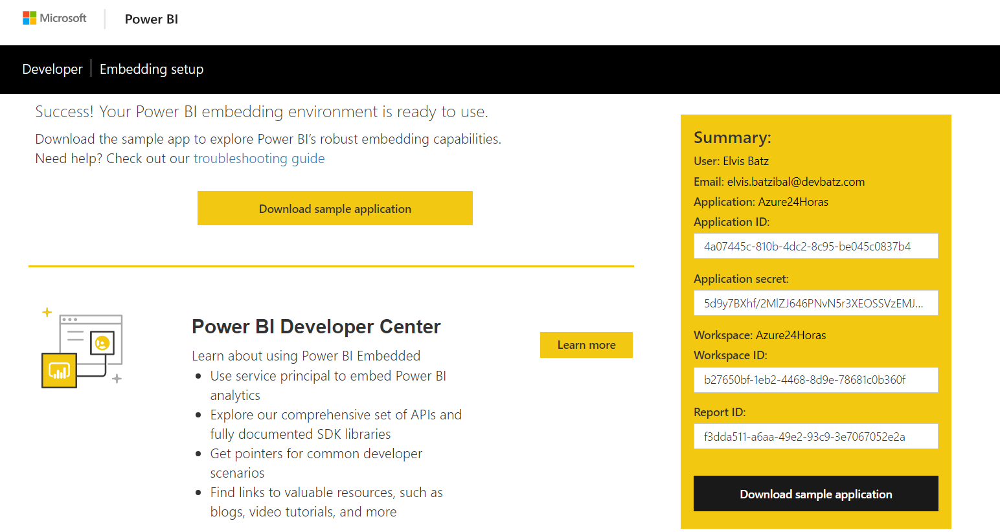 Microsoft
Power BI
Developer
Embedding setup
Success! Your Power BI embedding environment is ready to use.
Download the sample app to explore Power BI's robust embedding capabilities.
Need help? Check out our troubleshooting guide
Download sample application
Power BI Developer Center
Learn about using Power BI Embedded
Use service principal to embed Power BI
analytics
Explore our comprehensive set of APIs and
fully documented SDK libraries
Get pointers for common developer
scenarios
Find links to valuable resources, such as
blogs, video tutorials, and more
Learn more
Summary:
User: Elvis Batz
Email: elvis.batzibal@devbatz.com
Application: Azure24Horas
Application ID:
4a07445c-810b-4dc2-8c95-be045c0837b4
Application secret:
5d9y7BXhf/2MlZJ646PNvN5r3XEOSSVzEMJ...
Workspace: Azure24Horas
Workspace ID:
b27650bf-1eb2-4468-8d9e-78681c0b360f
Report ID:
f3dda511-a6aa-49e2-93c9-3e7067052e2a
Download sample application